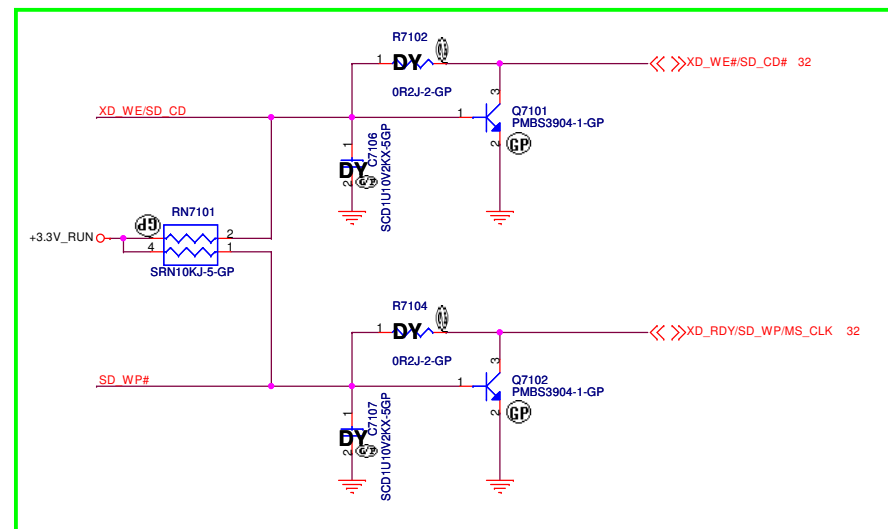 R7102
1
DY
0R2J-2-GP
XD_WE#/SD_CD# 32
XD_WE/SD_CD
1
3
Q7101
PMBS3904-1-GP
2
GP
1
DY
2
C7106
G/P
SCD1U10V2KX-5GP
RN7101
GP
+3.3V_RUN
2
4
1
SRN10KJ-5-GP
R7104
1
DY
0R2J-2-GP
XD_RDY/SD_WP/MS_CLK 32
SD_WP#
1
3
Q7102
PMBS3904-1-GP
2
GP
1
DY
2
C7107
G/P
SCD1U10V2KX-5GP